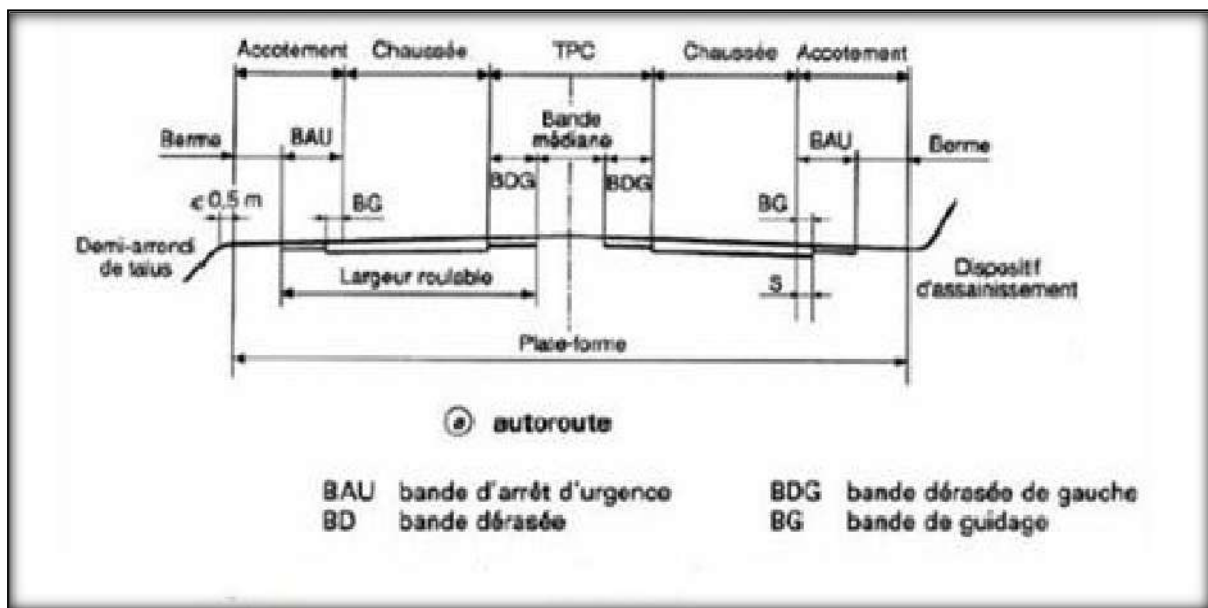 Accotement Chaussée TPC Chaussée Accotement
Berme BAU Bande médiane BAU Berme
BDG BDG
< 0,5 m BG BG
Demi-arrondi de talus
Largeur roulable
S
Dispositif d'assainissement
Plate-forme
a autoroute
BAU bande d'arrêt d'urgence
BD bande dérasée
BDG bande dérasée de gauche
BG bande de guidage